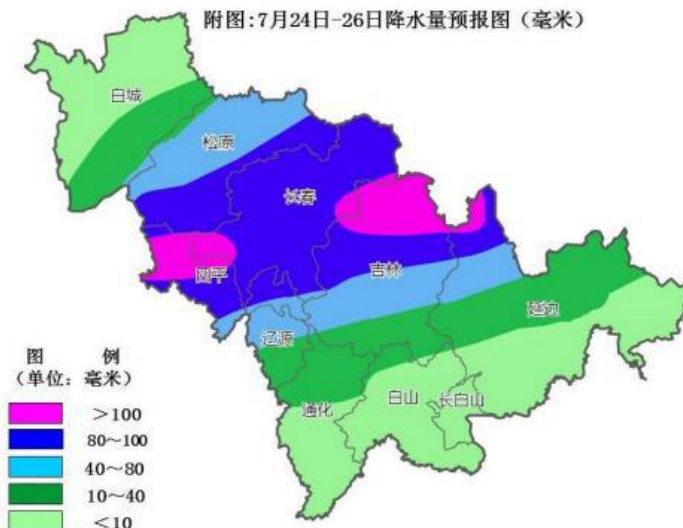 附图:7月24日-26日降水量预报图（毫米）
白城
松原
长春
四平
吉林
辽源
延边
通化
白山
长白山
图 例
（单位: 毫米）
＞100
80～100
40～80
10～40
＜10